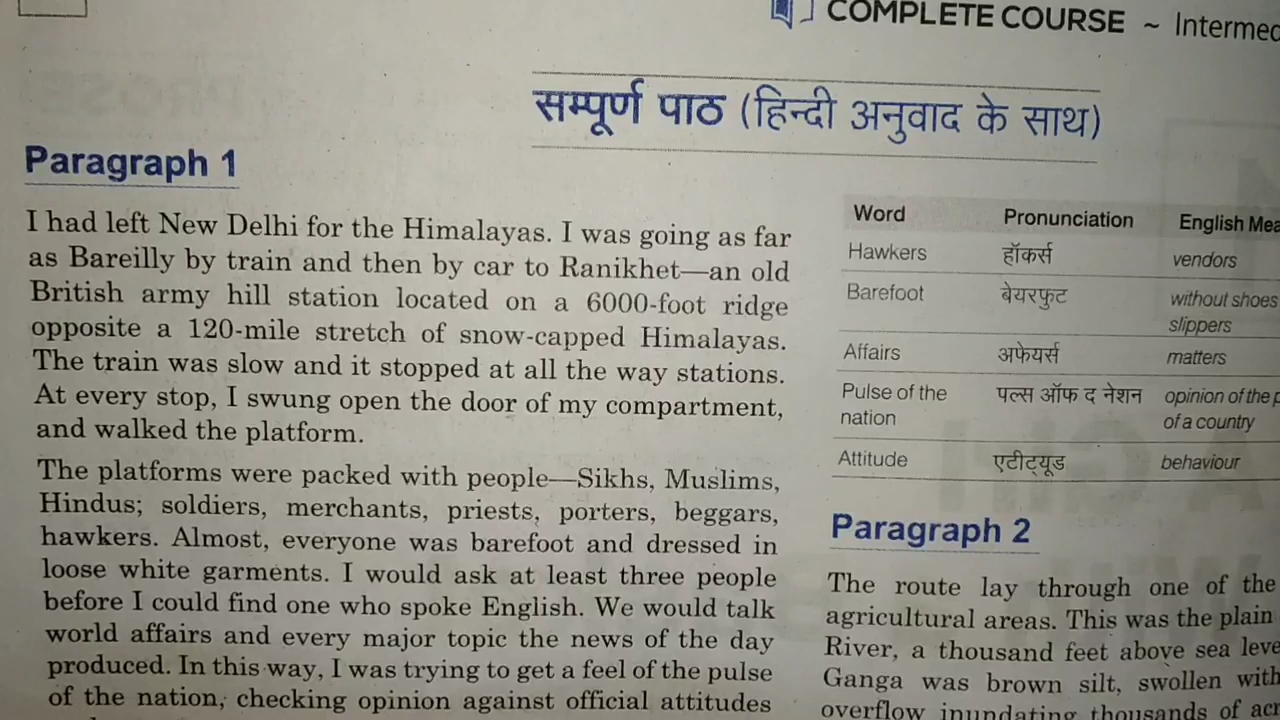 COMPLETE COURSE ~ Intermed
सम्पूर्ण पाठ (हिन्दी अनुवाद के साथ)
Paragraph 1
I had left New Delhi for the Himalayas. I was going as far
as Bareilly by train and then by car to Ranikhet—an old
British army hill station located on a 6000-foot ridge
opposite a 120-mile stretch of snow-capped Himalayas.
The train was slow and it stopped at all the way stations.
At every stop, I swung open the door of my compartment,
and walked the platform.
The platforms were packed with people—Sikhs, Muslims,
Hindus; soldiers, merchants, priests, porters, beggars,
hawkers. Almost, everyone was barefoot and dressed in
loose white garments. I would ask at least three people
before I could find one who spoke English. We would talk
world affairs and every major topic the news of the day
produced. In this way, I was trying to get a feel of the pulse
of the nation, checking opinion against official attitudes
Word Pronunciation English Mea
Hawkers हॉकर्स vendors
Barefoot बेयरफुट without shoes
slippers
Affairs अफेयर्स matters
Pulse of the पल्स ऑफ द नेशन opinion of the p
nation of a country
Attitude एटीट्यूड behaviour
Paragraph 2
The route lay through one of the
agricultural areas. This was the plain
River, a thousand feet above sea leve
Ganga was brown silt, swollen with
overflow inundating thousands of acr